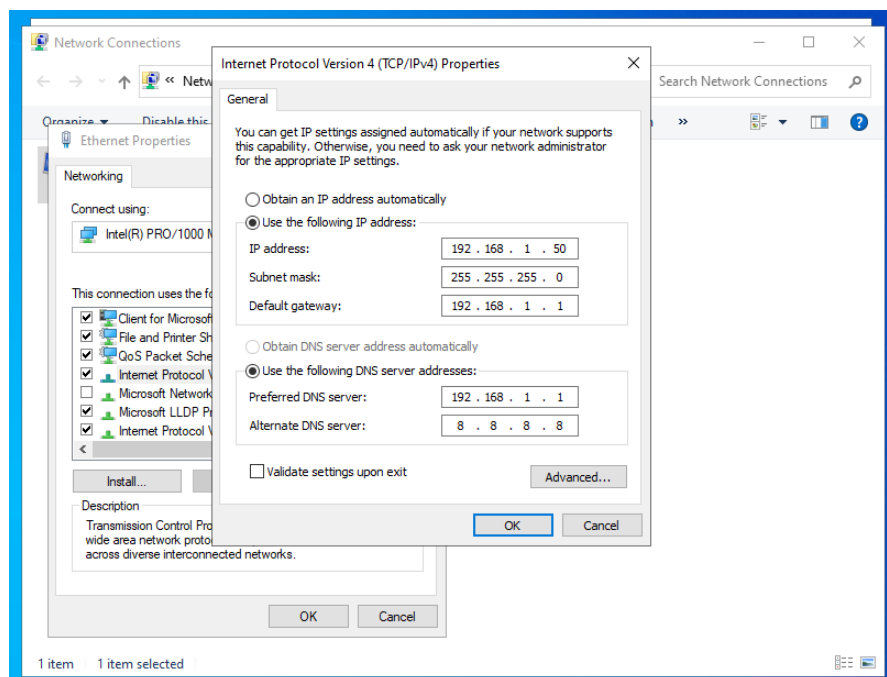 Network Connections
« Netw
Search Network Connections
Organize
Disable this
»
?
Ethernet Properties
Networking
Connect using:
Intel(R) PRO/1000
This connection uses the
Client for Microsoft
File and Printer
QoS Packet
Internet Protocol
Microsoft Network
Microsoft LLDP
Internet Protocol
Install...
Description
Transmission Control
wide area network
across diverse interconnected networks.
OK
Cancel
Internet Protocol Version 4 (TCP/IPv4) Properties
General
You can get IP settings assigned automatically if your network supports
this capability. Otherwise, you need to ask your network administrator
for the appropriate IP settings.
Obtain an IP address automatically
Use the following IP address:
IP address: 192 . 168 . 1 . 50
Subnet mask: 255 . 255 . 255 . 0
Default gateway: 192 . 168 . 1 . 1
Obtain DNS server address automatically
Use the following DNS server addresses:
Preferred DNS server: 192 . 168 . 1 . 1
Alternate DNS server: 8 . 8 . 8 . 8
Validate settings upon exit
Advanced...
OK
Cancel
1 item
1 item selected